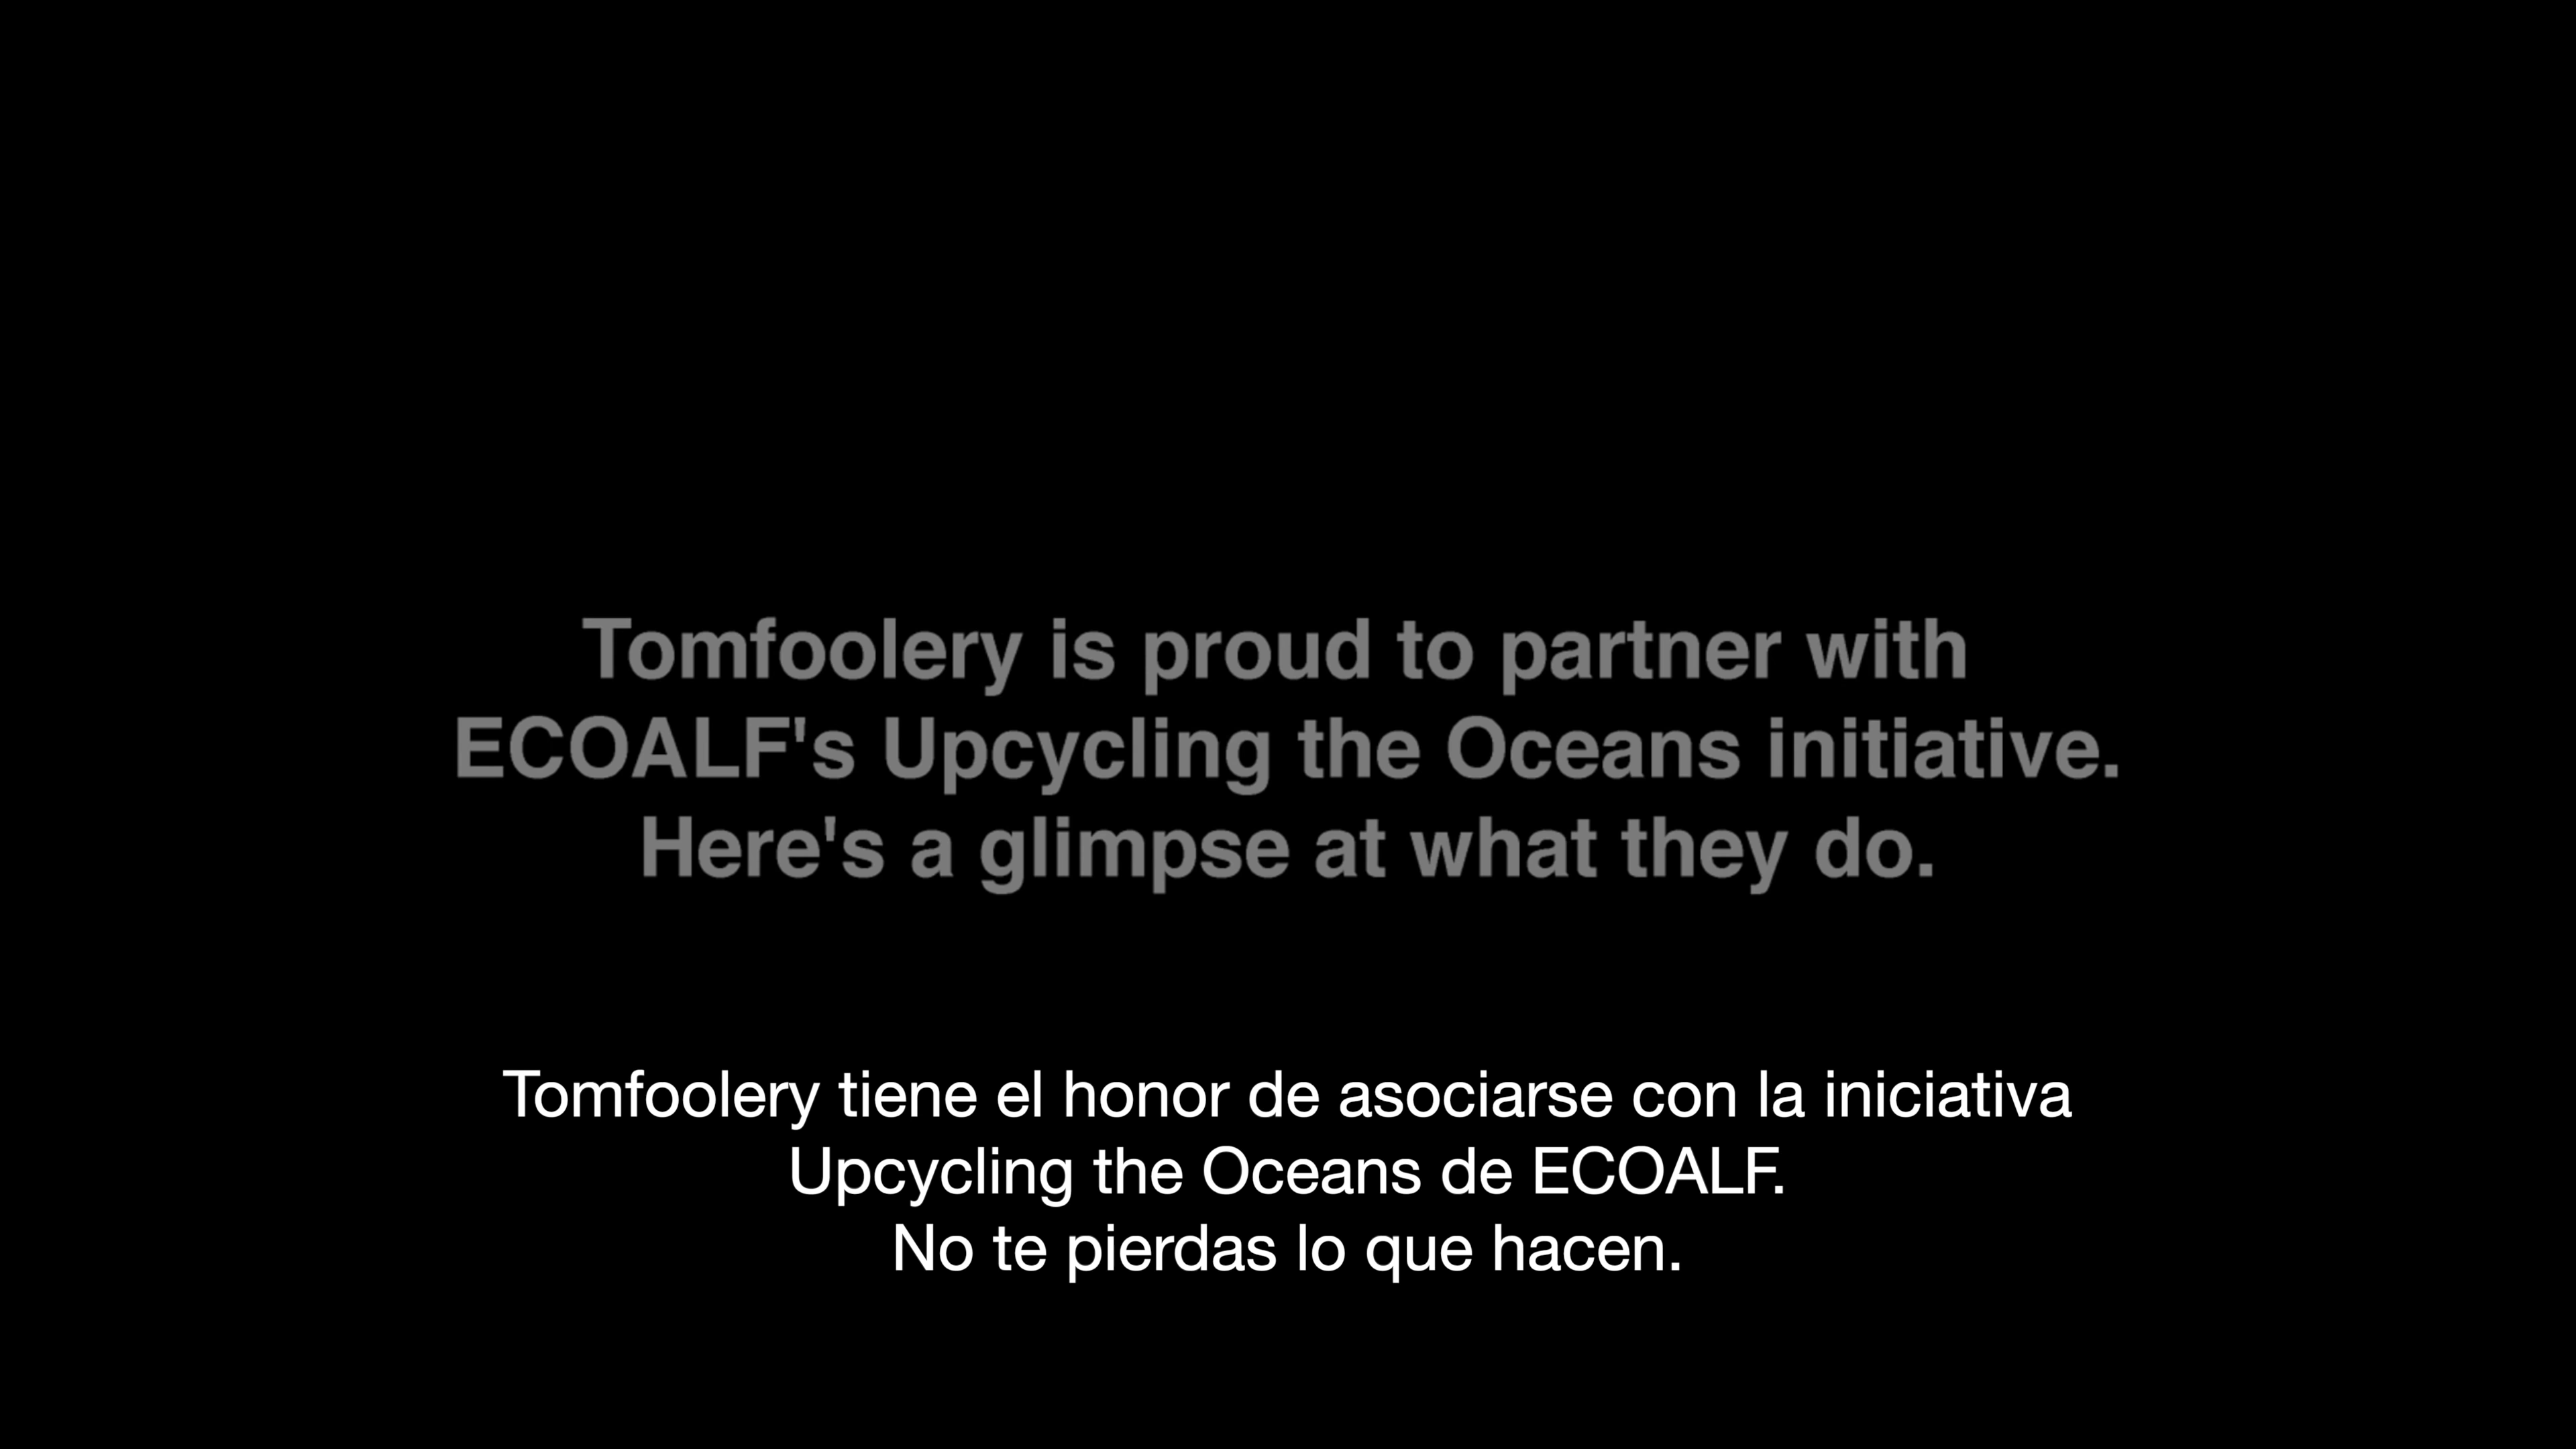 Tomfoolery is proud to partner with
ECOALF's Upcycling the Oceans initiative.
Here's a glimpse at what they do.
Tomfoolery tiene el honor de asociarse con la iniciativa
Upcycling the Oceans de ECOALF.
No te pierdas lo que hacen.